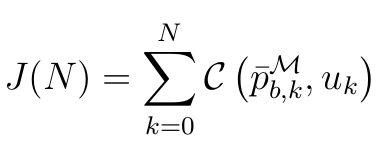 J(N) = \sum_{k=0}^{N} \mathcal{C}\left(\bar{p}_{b,k}^{\mathcal{M}}, u_k\right)